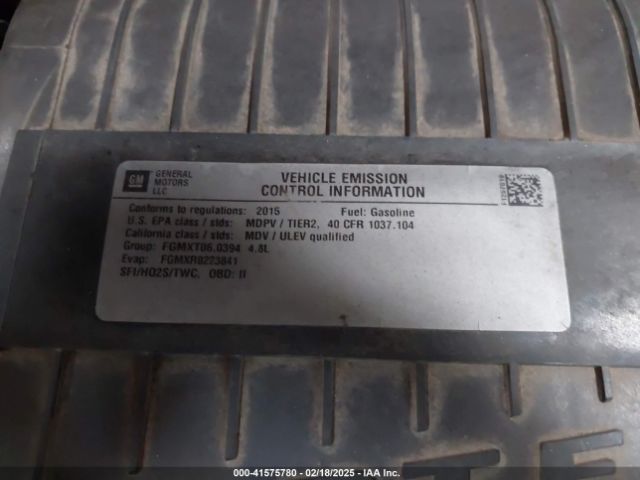 GM
GENERAL
MOTORS
LLC
VEHICLE EMISSION
CONTROL INFORMATION
Conforms to regulations: 2015 Fuel: Gasoline
U.S. EPA class / stds: MDPV / TIER2, 40 CFR 1037.104
California class / stds: MDV / ULEV qualified
Group: FGMXT06.0394 4.8L
Evap: FGMXR0223841
SFI/HO2S/TWC, OBD: II
000-41575780 - 02/18/2025 - IAA Inc.